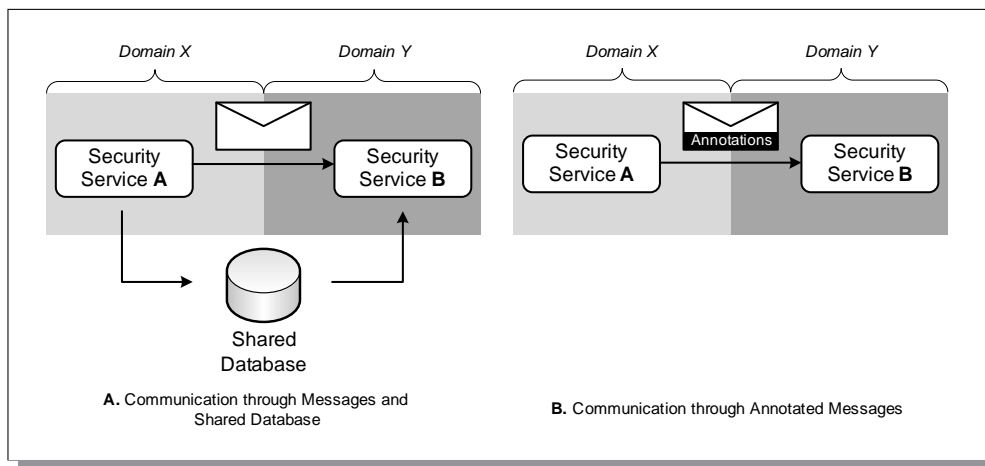 Domain X
Domain Y
Security
Service A
Security
Service B
Shared
Database
A. Communication through Messages and
Shared Database
Domain X
Domain Y
Annotations
Security
Service A
Security
Service B
B. Communication through Annotated Messages